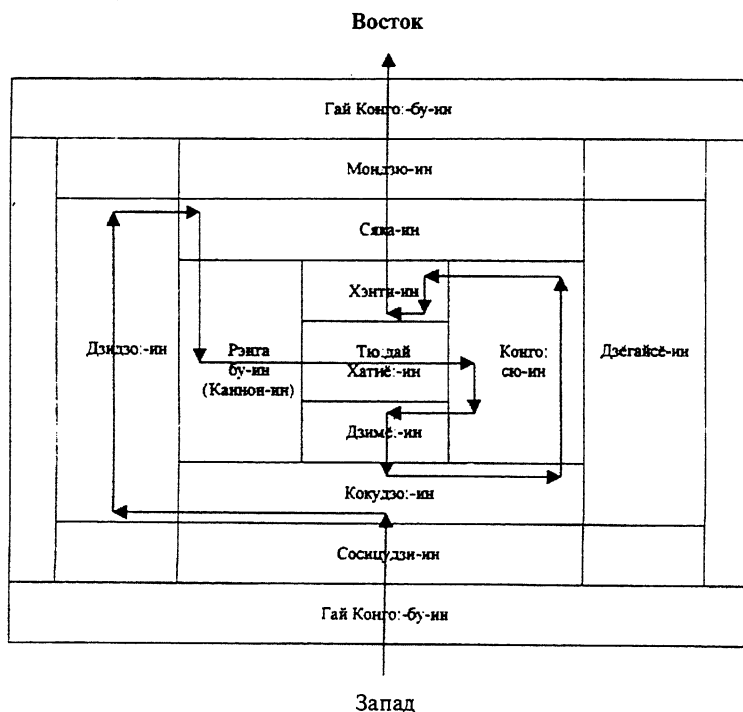 Восток
Гай Конго:-бу-ин
Мондзю-ин
Сяка-ин
Хэнти-ин
Дзидзо:-ин
Рэнгa
бу-ин
(Каннон-ин)
Тю:дай
Хатиё:-ин
Конго:
сю-ин
Дзёгайсё-ин
Дзимё:-ин
Кокудзо:-ин
Сосицудзи-ин
Гай Конго:-бу-ин
Запад